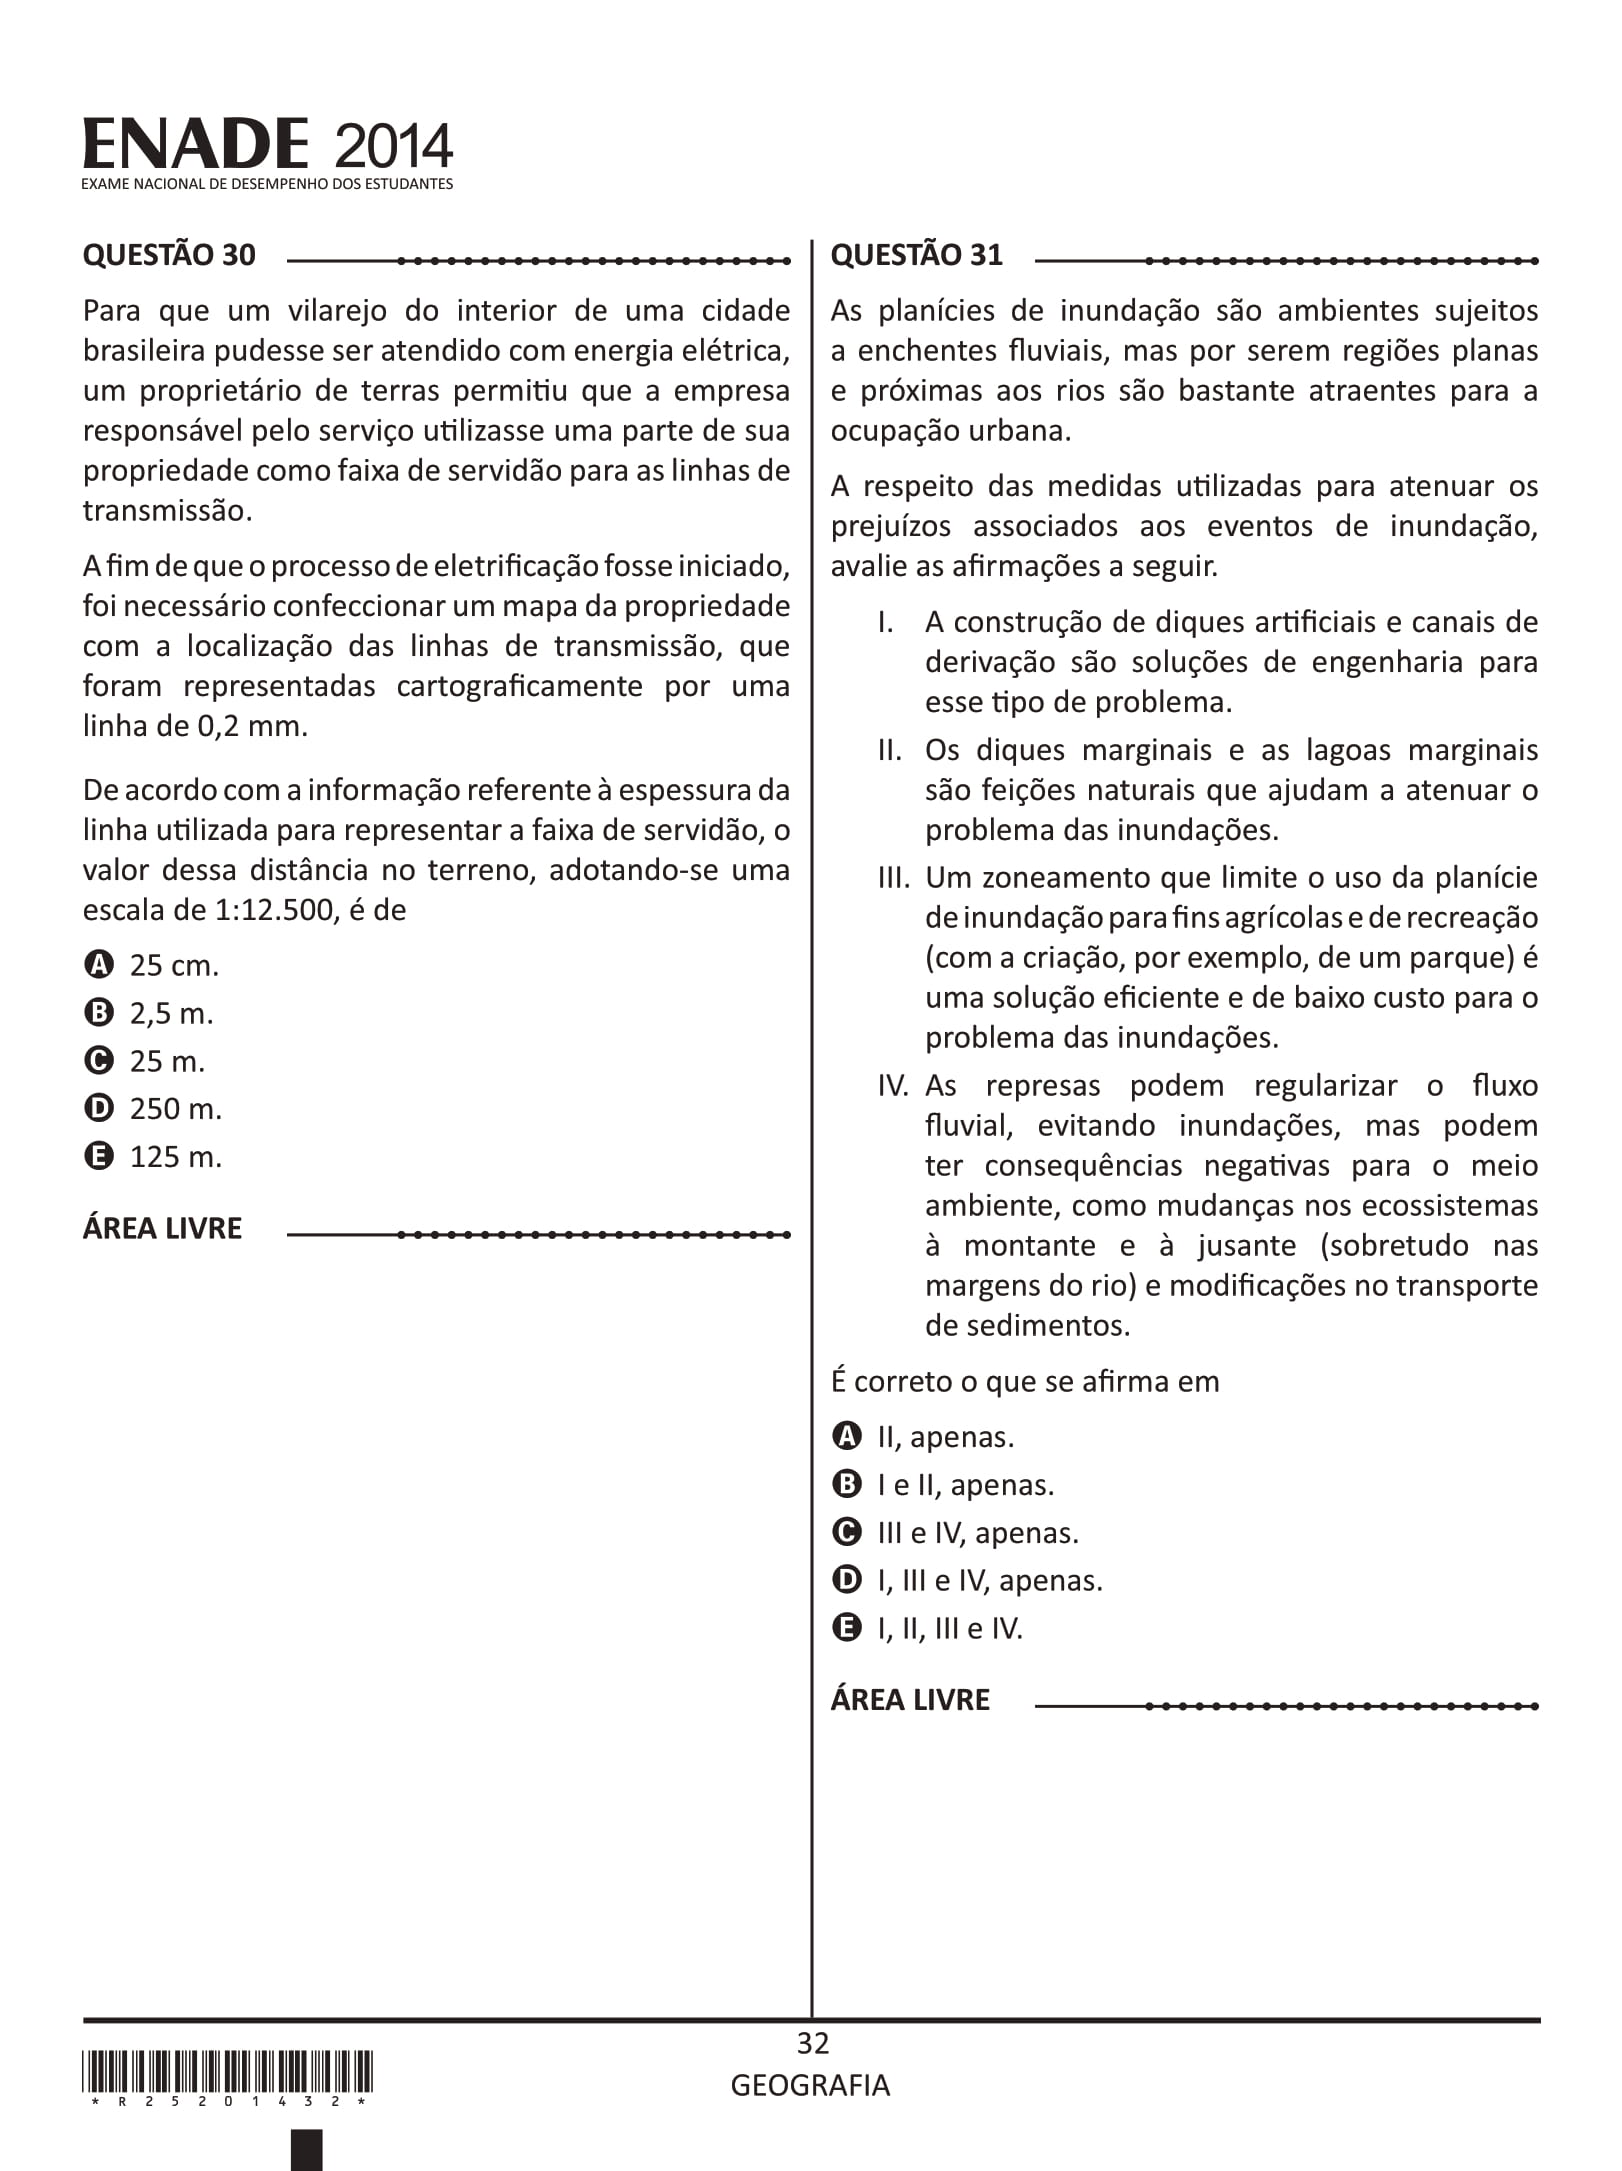 ENADE 2014
EXAME NACIONAL DE DESEMPENHO DOS ESTUDANTES
QUESTÃO 30
Para que um vilarejo do interior de uma cidade
brasileira pudesse ser atendido com energia elétrica,
um proprietário de terras permitiu que a empresa
responsável pelo serviço utilizasse uma parte de sua
propriedade como faixa de servidão para as linhas de
transmissão.
A fim de que o processo de eletrificação fosse iniciado,
foi necessário confeccionar um mapa da propriedade
com a localização das linhas de transmissão, que
foram representadas cartograficamente por uma
linha de 0,2 mm.
De acordo com a informação referente à espessura da
linha utilizada para representar a faixa de servidão, o
valor dessa distância no terreno, adotando-se uma
escala de 1:12.500, é de
A 25 cm.
B 2,5 m.
C 25 m.
D 250 m.
E 125 m.
ÁREA LIVRE
QUESTÃO 31
As planícies de inundação são ambientes sujeitos
a enchentes fluviais, mas por serem regiões planas
e próximas aos rios são bastante atraentes para a
ocupação urbana.
A respeito das medidas utilizadas para atenuar os
prejuízos associados aos eventos de inundação,
avalie as afirmações a seguir.
I. A construção de diques artificiais e canais de
derivação são soluções de engenharia para
esse tipo de problema.
II. Os diques marginais e as lagoas marginais
são feições naturais que ajudam a atenuar o
problema das inundações.
III. Um zoneamento que limite o uso da planície
de inundação para fins agrícolas e de recreação
(com a criação, por exemplo, de um parque) é
uma solução eficiente e de baixo custo para o
problema das inundações.
IV. As represas podem regularizar o fluxo
fluvial, evitando inundações, mas podem
ter consequências negativas para o meio
ambiente, como mudanças nos ecossistemas
à montante e à jusante (sobretudo nas
margens do rio) e modificações no transporte
de sedimentos.
É correto o que se afirma em
A II, apenas.
B I e II, apenas.
C III e IV, apenas.
D I, III e IV, apenas.
E I, II, III e IV.
ÁREA LIVRE
32
GEOGRAFIA
*R25201432*